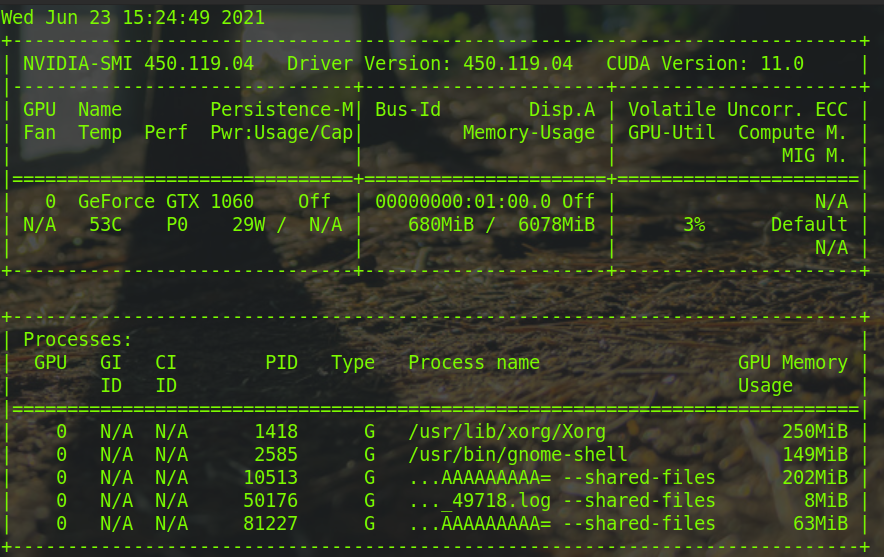 Wed Jun 23 15:24:49 2021
+-----------------------------------------------------------------------------+
| NVIDIA-SMI 450.119.04   Driver Version: 450.119.04   CUDA Version: 11.0     |
|-------------------------------+----------------------+----------------------+
| GPU  Name        Persistence-M| Bus-Id        Disp.A | Volatile Uncorr. ECC |
| Fan  Temp  Perf  Pwr:Usage/Cap|         Memory-Usage | GPU-Util  Compute M. |
|                               |                      |               MIG M. |
|===============================+======================+======================|
|   0  GeForce GTX 1060    Off  | 00000000:01:00.0 Off |                  N/A |
| N/A   53C    P0    29W /  N/A |    680MiB /  6078MiB |      3%      Default |
|                               |                      |                  N/A |
+-------------------------------+----------------------+----------------------+

+-----------------------------------------------------------------------------+
| Processes:                                                                  |
|  GPU   GI   CI        PID   Type   Process name                  GPU Memory |
|        ID   ID                                                   Usage      |
|=============================================================================|
|    0   N/A  N/A      1418      G   /usr/lib/xorg/Xorg                250MiB |
|    0   N/A  N/A      2585      G   /usr/bin/gnome-shell              149MiB |
|    0   N/A  N/A     10513      G   ...AAAAAAAAA= --shared-files      202MiB |
|    0   N/A  N/A     50176      G   ..._49718.log --shared-files        8MiB |
|    0   N/A  N/A     81227      G   ...AAAAAAAAA= --shared-files       63MiB |
+-----------------------------------------------------------------------------+